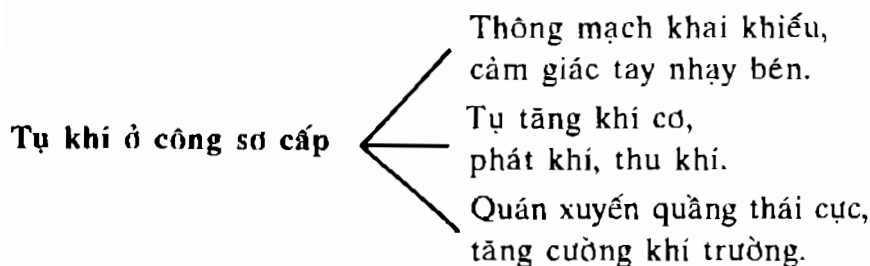 Thông mạch khai khiếu,
cảm giác tay nhạy bén.
Tụ khí ở công sơ cấp
Tụ tăng khí cơ,
phát khí, thu khí.
Quán xuyến quầng thái cực,
tăng cường khí trường.